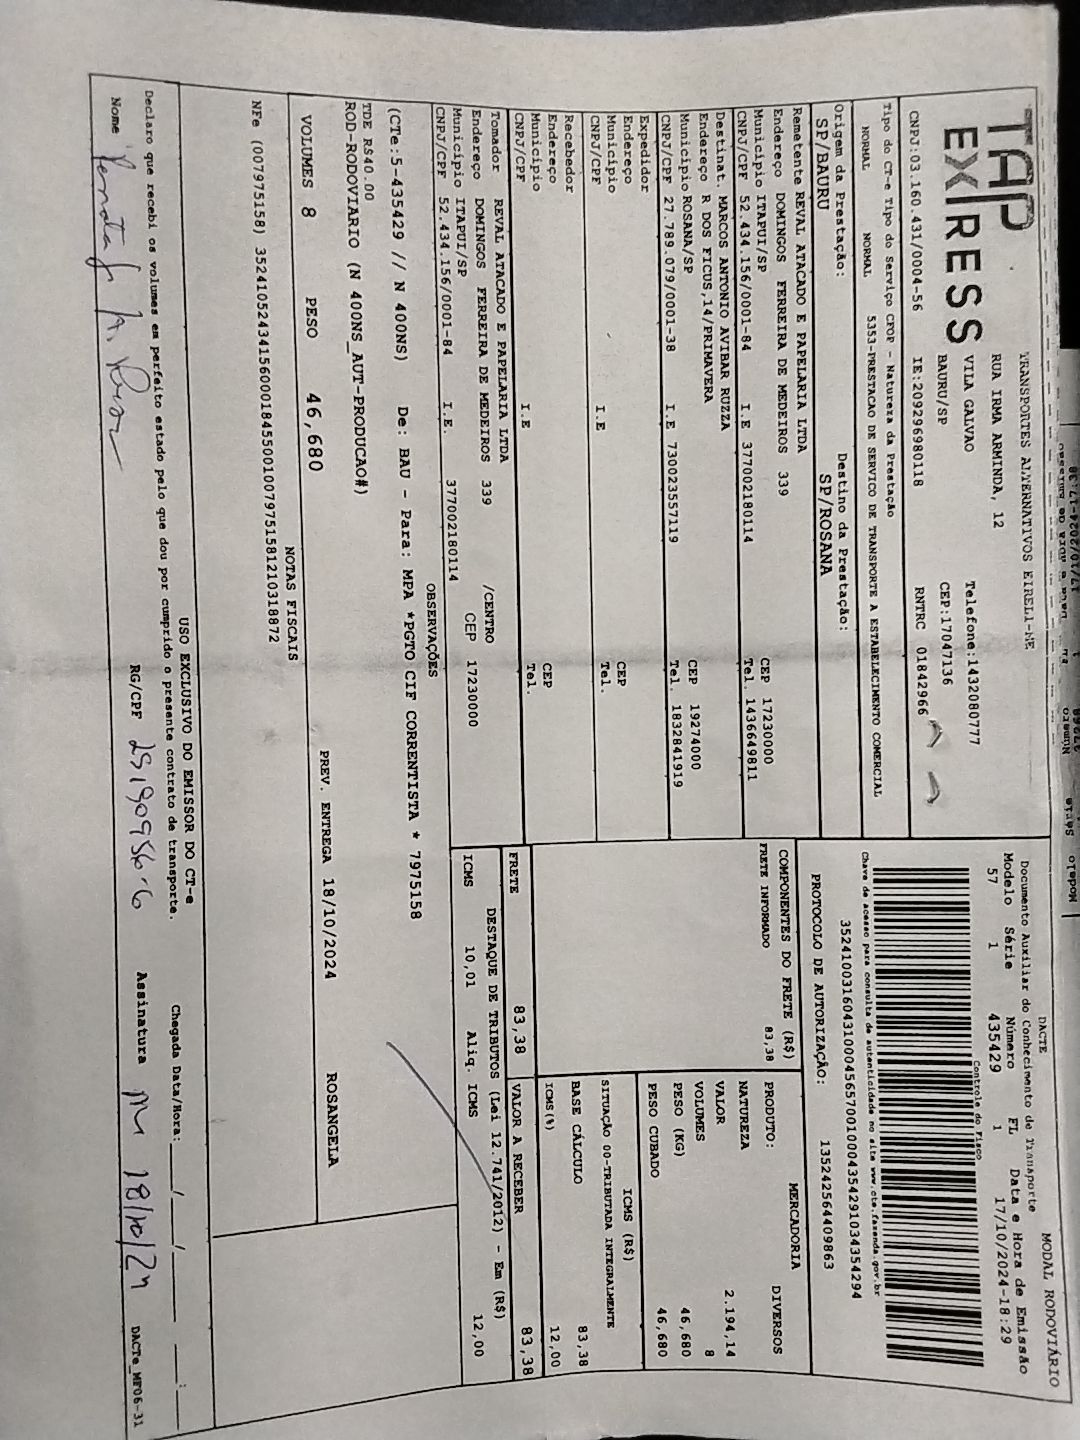 TAP EXPRESS
TRANSPORTES ALTERNATIVOS EIRELI-ME
RUA IRMA ARMINDA, 12
VILA GALVAO
BAURU/SP
Telefone:1432080777
CEP:17047136
CNPJ:03.160.431/0004-56 IE:209296980118 RNTRC 01842966
DACTE
MODAL RODOVIÁRIO
Documento Auxiliar do Conhecimento de Transporte
Modelo Série Número FL Data e Hora de Emissão
57 1 435429 1 17/10/2024-18:29
Controle do Fisco
Chave de acesso para consulta de autenticidade no site www.cte.fazenda.gov.br
PROTOCOLO DE AUTORIZAÇÃO: 135242564409863
Tipo do CT-e Tipo do Serviço CFOP - Natureza da Prestação
NORMAL NORMAL 5353-PRESTACAO DE SERVICO DE TRANSPORTE A ESTABELECIMENTO COMERCIAL
Origem da Prestação: Destino da Prestação:
SP/BAURU SP/ROSANA
Remetente REVAL ATACADO E PAPELARIA LTDA
Endereço DOMINGOS FERREIRA DE MEDEIROS 339
Município ITAPUI/SP CEP 17230000
CNPJ/CPF 52.434.156/0001-84 I.E 377002180114 Tel. 1436649811
Destinat. MARCOS ANTONIO AVIBAR RUZZA
Endereço R DOS FICUS,14/PRIMAVERA
Município ROSANA/SP CEP 19274000
CNPJ/CPF 27.789.079/0001-38 I.E 730023557119 Tel. 1832841919
Expedidor
Endereço
Município CEP
CNPJ/CPF I.E Tel.
Recebedor
Endereço
Município CEP
CNPJ/CPF I.E Tel.
Tomador REVAL ATACADO E PAPELARIA LTDA
Endereço DOMINGOS FERREIRA DE MEDEIROS 339 /CENTRO
Município ITAPUI/SP CEP 17230000
CNPJ/CPF 52.434.156/0001-84 I.E. 377002180114
COMPONENTES DO FRETE (R$)
FRETE INFORMADO 83,38
PRODUTO: MERCADORIA
NATUREZA DIVERSOS
VALOR 2.194,14
VOLUMES 8
PESO (KG) 46,680
PESO CUBADO 46,680
ICMS (R$)
SITUAÇÃO 00-TRIBUTADA INTEGRALMENTE
BASE CÁLCULO 83,38
ICMS(%) 12,00
FRETE 83,38 VALOR A RECEBER 83,38
DESTAQUE DE TRIBUTOS (Lei 12.741/2012) - Em (R$)
ICMS 10,01 Aliq. ICMS 12,00
OBSERVAÇÕES
(CTe:5-435429 // N 400NS) De: BAU - Para: MPA *PGTO CIF CORRENTISTA * 7975158
TDE R$40.00
ROD-RODOVIARIO (N 400NS_AUT-PRODUCAO#)
VOLUMES 8 PESO 46,680 PREV. ENTREGA 18/10/2024 ROSANGELA
NOTAS FISCAIS
NFe (007975158) 35241052434156000184550010079751581210318872
USO EXCLUSIVO DO EMISSOR DO CT-e
Declaro que recebi os volumes em perfeito estado pelo que dou por cumprido o presente contrato de transporte. Chegada Data/Hora: __/__/____ __:__
Nome RG/CPF Assinatura 18/10/24 DACTe_MF06-31